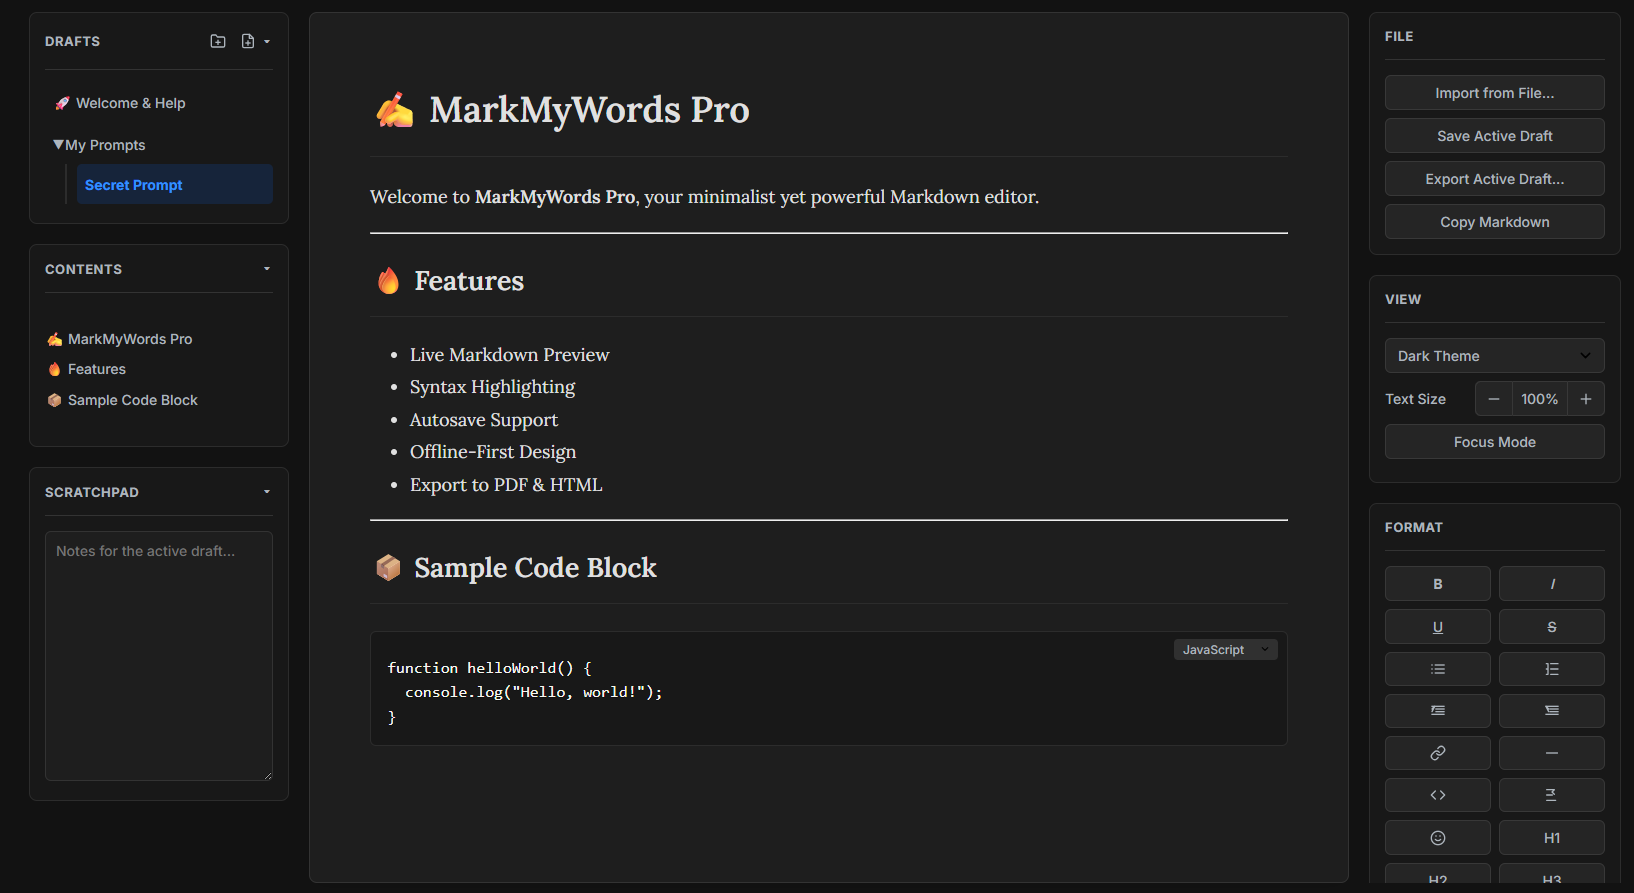 DRAFTS
🚀 Welcome & Help
▼My Prompts
Secret Prompt
CONTENTS
✍️ MarkMyWords Pro
🔥 Features
📦 Sample Code Block
SCRATCHPAD
Notes for the active draft...
✍️ MarkMyWords Pro
Welcome to MarkMyWords Pro, your minimalist yet powerful Markdown editor.
🔥 Features
• Live Markdown Preview
• Syntax Highlighting
• Autosave Support
• Offline-First Design
• Export to PDF & HTML
📦 Sample Code Block
JavaScript
function helloWorld() {
  console.log("Hello, world!");
}
FILE
Import from File...
Save Active Draft
Export Active Draft...
Copy Markdown
VIEW
Dark Theme
Text Size − 100% +
Focus Mode
FORMAT
B I
U S
H1
H2 H3